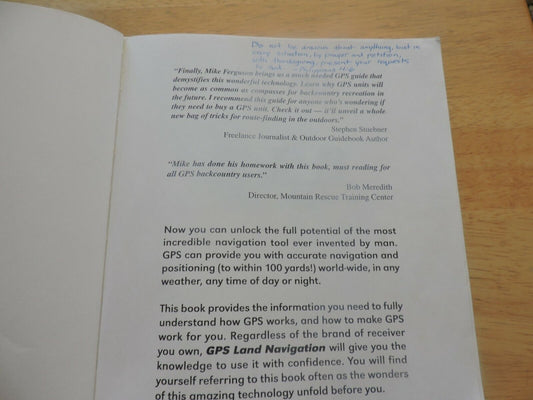 Do not be anxious about anything, but in
every situation, by prayer and petition,
with thanksgiving, present your requests
to God. - Philippians 4:6
"Finally, Mike Ferguson brings us a much needed GPS guide that
demystifies this wonderful technology. Learn why GPS units will
become as common as compasses for backcountry recreation in
the future. I recommend this guide for anyone who's wondering if
they need to buy a GPS unit. Check it out — it'll unveil a whole
new bag of tricks for route-finding in the outdoors."
Stephen Stuebner
Freelance Journalist & Outdoor Guidebook Author
"Mike has done his homework with this book, must reading for
all GPS backcountry users."
Bob Meredith
Director, Mountain Rescue Training Center
Now you can unlock the full potential of the most
incredible navigation tool ever invented by man.
GPS can provide you with accurate navigation and
positioning (to within 100 yards!) world-wide, in any
weather, any time of day or night.
This book provides the information you need to fully
understand how GPS works, and how to make GPS
work for you. Regardless of the brand of receiver
you own, GPS Land Navigation will give you the
knowledge to use it with confidence. You will find
yourself referring to this book often as the wonders
of this amazing technology unfold before you.